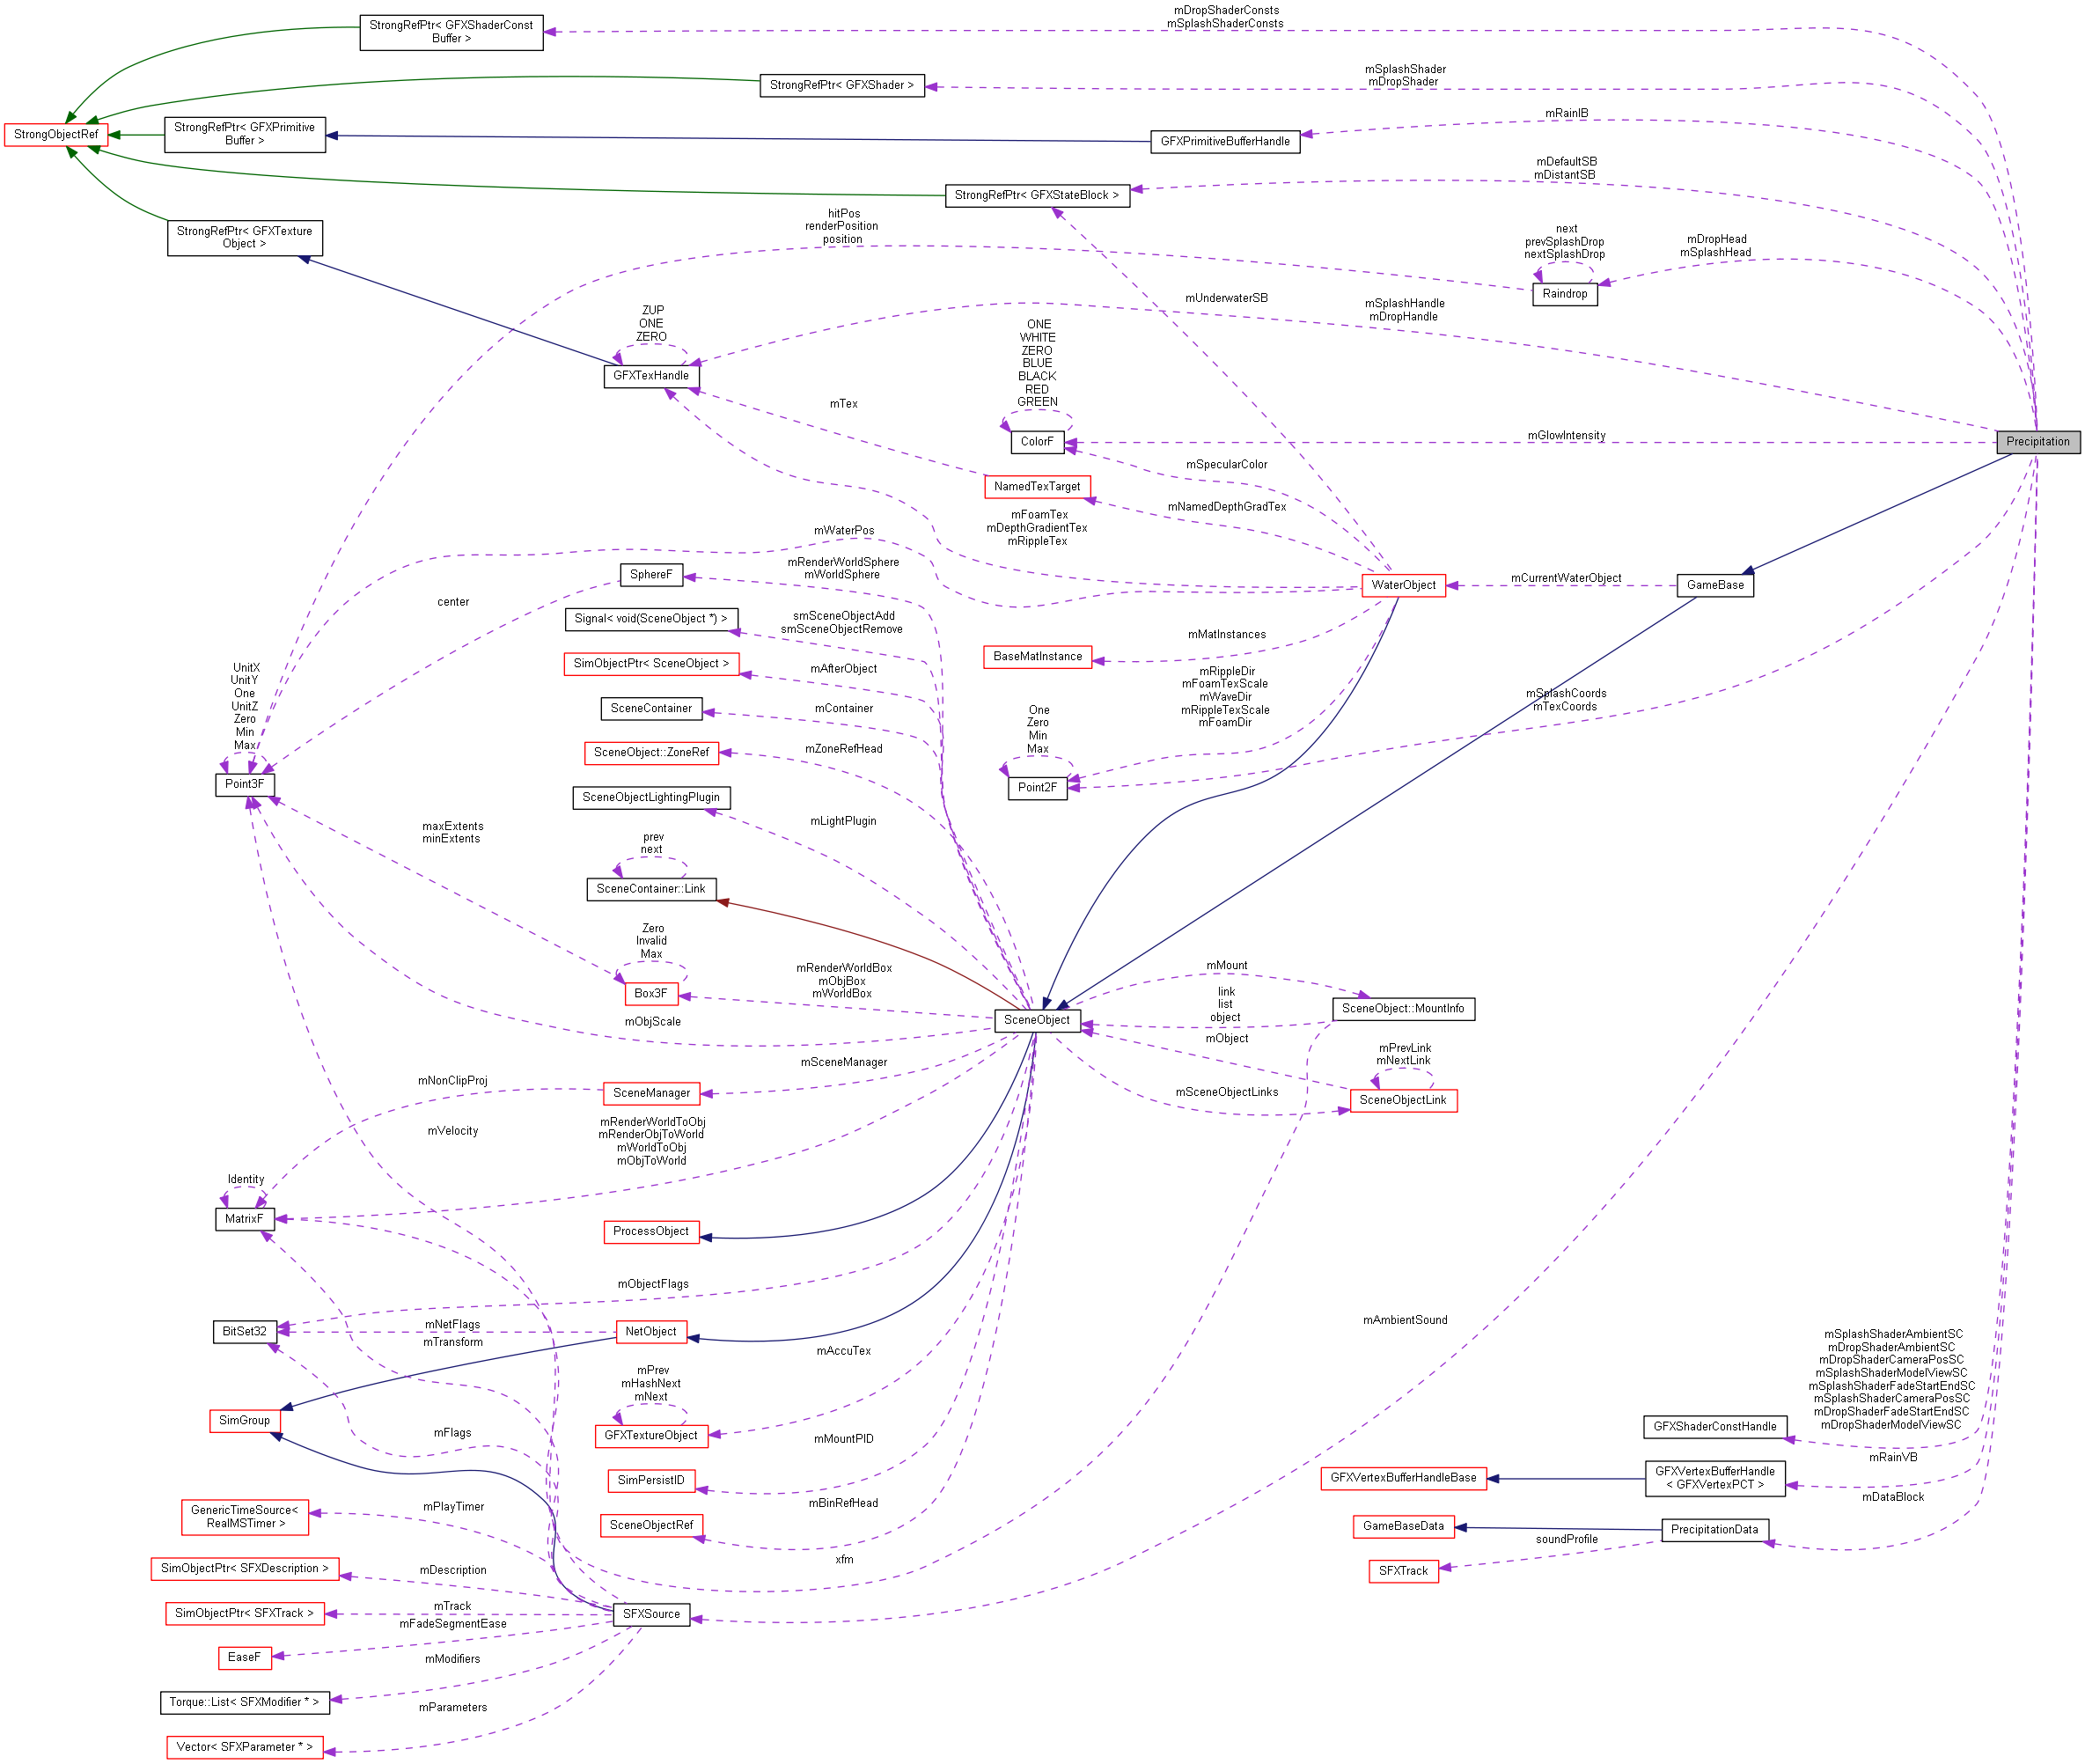 mDropShaderConsts
mSplashShaderConsts
StrongRefPtr< GFXShaderConst
Buffer >
mSplashShader
mDropShader
StrongRefPtr< GFXShader >
mRainIB
StrongRefPtr< GFXPrimitive
Buffer >
StrongObjectRef
GFXPrimitiveBufferHandle
mDefaultSB
mDistantSB
StrongRefPtr< GFXStateBlock >
hitPos
renderPosition
position
StrongRefPtr< GFXTexture
Object >
next
prevSplashDrop
nextSplashDrop
mDropHead
mSplashHead
Raindrop
mUnderwaterSB
mSplashHandle
mDropHandle
ZUP
ONE
ZERO
GFXTexHandle
ONE
WHITE
ZERO
BLUE
BLACK
RED
GREEN
mTex
ColorF
mGlowIntensity
Precipitation
mSpecularColor
NamedTexTarget
mNamedDepthGradTex
mFoamTex
mDepthGradientTex
mRippleTex
mWaterPos
mRenderWorldSphere
mWorldSphere
SphereF
WaterObject
mCurrentWaterObject
GameBase
center
Signal< void(SceneObject *) >
smSceneObjectAdd
smSceneObjectRemove
mMatInstances
BaseMatInstance
SimObjectPtr< SceneObject >
mAfterObject
UnitX
UnitY
One
UnitZ
Zero
Min
Max
mRippleDir
mFoamTexScale
mWaveDir
mRippleTexScale
mFoamDir
mSplashCoords
mTexCoords
SceneContainer
mContainer
One
Zero
Min
Max
SceneObject::ZoneRef
mZoneRefHead
Point3F
Point2F
SceneObjectLightingPlugin
mLightPlugin
maxExtents
minExtents
prev
next
SceneContainer::Link
Zero
Invalid
Max
Box3F
mRenderWorldBox
mObjBox
mWorldBox
mMount
link
list
object
SceneObject::MountInfo
mObjScale
SceneObject
mObject
mPrevLink
mNextLink
mSceneManager
mNonClipProj
SceneManager
mSceneObjectLinks
SceneObjectLink
mVelocity
mRenderWorldToObj
mRenderObjToWorld
mWorldToObj
mObjToWorld
Identity
MatrixF
ProcessObject
mObjectFlags
mAmbientSound
BitSet32
mNetFlags
mTransform
NetObject
mAccuTex
mSplashShaderAmbientSC
mDropShaderAmbientSC
mDropShaderCameraPosSC
mSplashShaderModelViewSC
mSplashShaderFadeStartEndSC
mSplashShaderCameraPosSC
mDropShaderFadeStartEndSC
mDropShaderModelViewSC
mPrev
mHashNext
mNext
SimGroup
mFlags
GFXTextureObject
GFXShaderConstHandle
mMountPID
mRainVB
SimPersistID
GFXVertexBufferHandleBase
GFXVertexBufferHandle
< GFXVertexPCT >
mBinRefHead
mDataBlock
GenericTimeSource<
RealMSTimer >
mPlayTimer
SceneObjectRef
GameBaseData
PrecipitationData
soundProfile
xfm
SimObjectPtr< SFXDescription >
mDescription
SFXTrack
SimObjectPtr< SFXTrack >
mTrack
mFadeSegmentEase
SFXSource
EaseF
mModifiers
Torque::List< SFXModifier * >
mParameters
Vector< SFXParameter * >